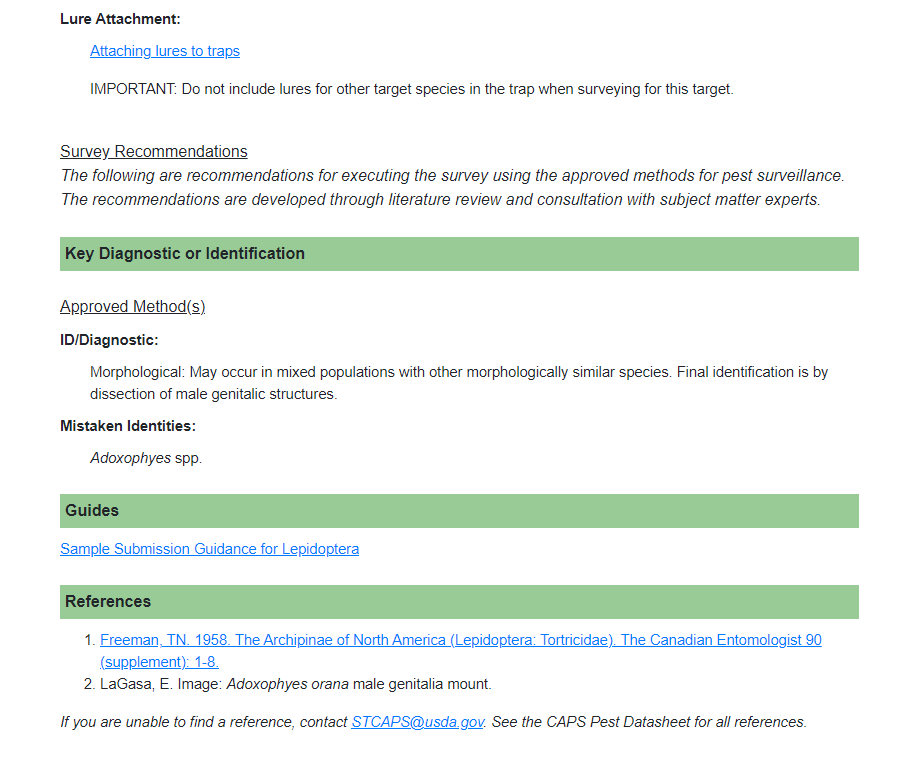 Lure Attachment:
Attaching lures to traps
IMPORTANT: Do not include lures for other target species in the trap when surveying for this target.
Survey Recommendations
The following are recommendations for executing the survey using the approved methods for pest surveillance.
The recommendations are developed through literature review and consultation with subject matter experts.
Key Diagnostic or Identification
Approved Method(s)
ID/Diagnostic:
Morphological: May occur in mixed populations with other morphologically similar species. Final identification is by
dissection of male genitalic structures.
Mistaken Identities:
Adoxophyes spp.
Guides
Sample Submission Guidance for Lepidoptera
References
1. Freeman, TN. 1958. The Archipinae of North America (Lepidoptera: Tortricidae). The Canadian Entomologist 90
(supplement): 1-8.
2. LaGasa, E. Image: Adoxophyes orana male genitalia mount.
If you are unable to find a reference, contact STCAPS@usda.gov. See the CAPS Pest Datasheet for all references.